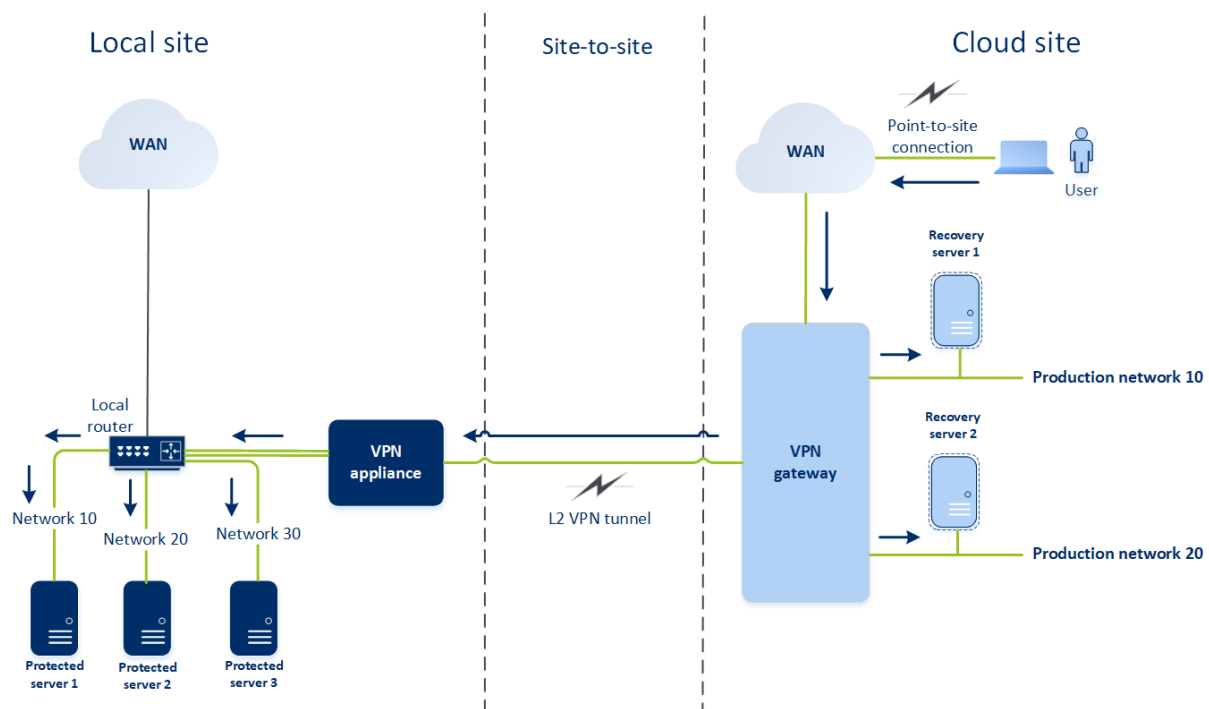 Local site
Site-to-site
Cloud site
WAN
Local
router
VPN
appliance
Network 10
Network 20
Network 30
Protected
server 1
Protected
server 2
Protected
server 3
L2 VPN tunnel
WAN
Point-to-site
connection
User
VPN
gateway
Recovery
server 1
Production network 10
Recovery
server 2
Production network 20